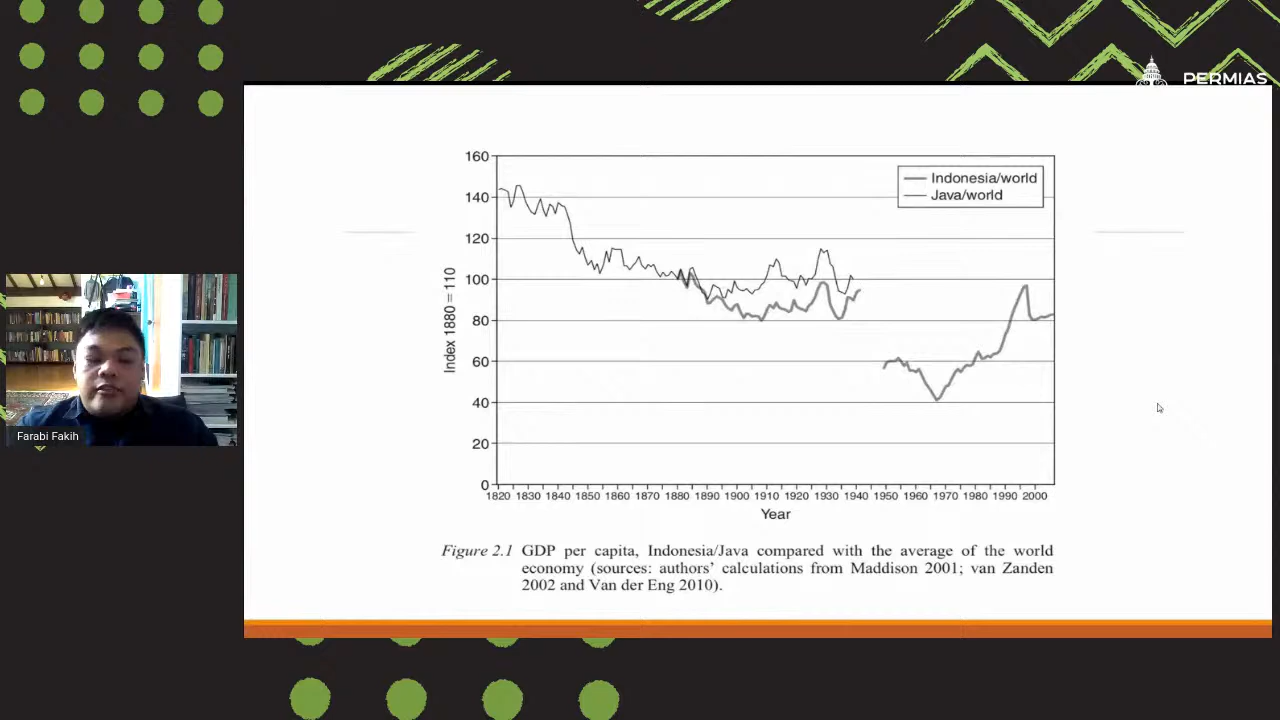 PERMIAS
160
140
120
100
80
60
40
20
0
Index 1880 = 110
Indonesia/world
Java/world
1820 1830 1840 1850 1860 1870 1880 1890 1900 1910 1920 1930 1940 1950 1960 1970 1980 1990 2000
Year
Figure 2.1 GDP per capita, Indonesia/Java compared with the average of the world
economy (sources: authors' calculations from Maddison 2001; van Zanden
2002 and Van der Eng 2010).
Farabi Fakih